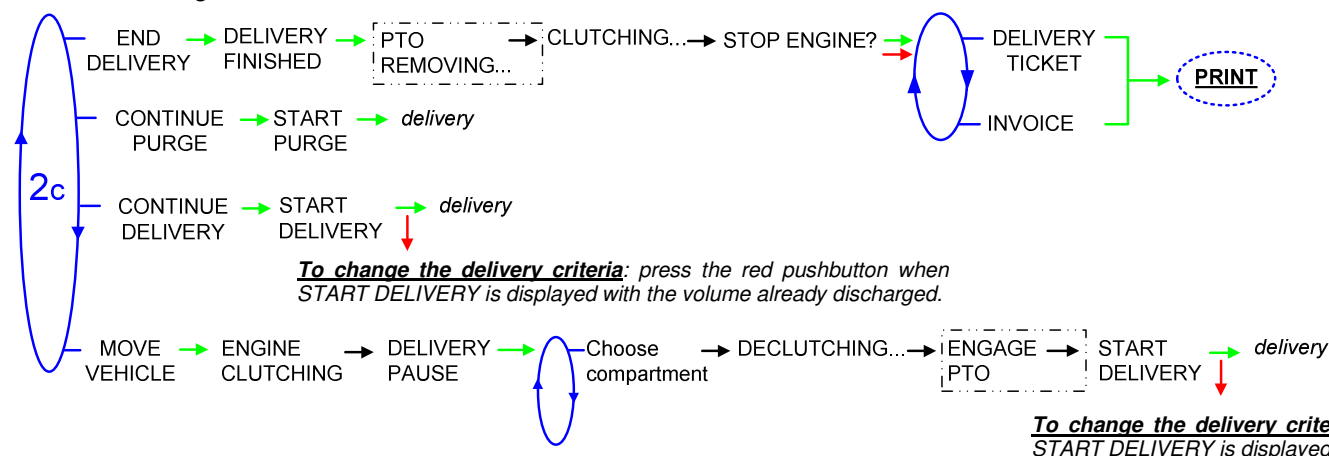 END DELIVERY
DELIVERY FINISHED
PTO REMOVING...
CLUTCHING...
STOP ENGINE?
DELIVERY TICKET
INVOICE
PRINT
2c
CONTINUE PURGE
START PURGE
delivery
CONTINUE DELIVERY
START DELIVERY
delivery
To change the delivery criteria: press the red pushbutton when
START DELIVERY is displayed with the volume already discharged.
MOVE VEHICLE
ENGINE CLUTCHING
DELIVERY PAUSE
Choose compartment
DECLUTCHING...
ENGAGE PTO
START DELIVERY
delivery
To change the delivery crite
START DELIVERY is displayed